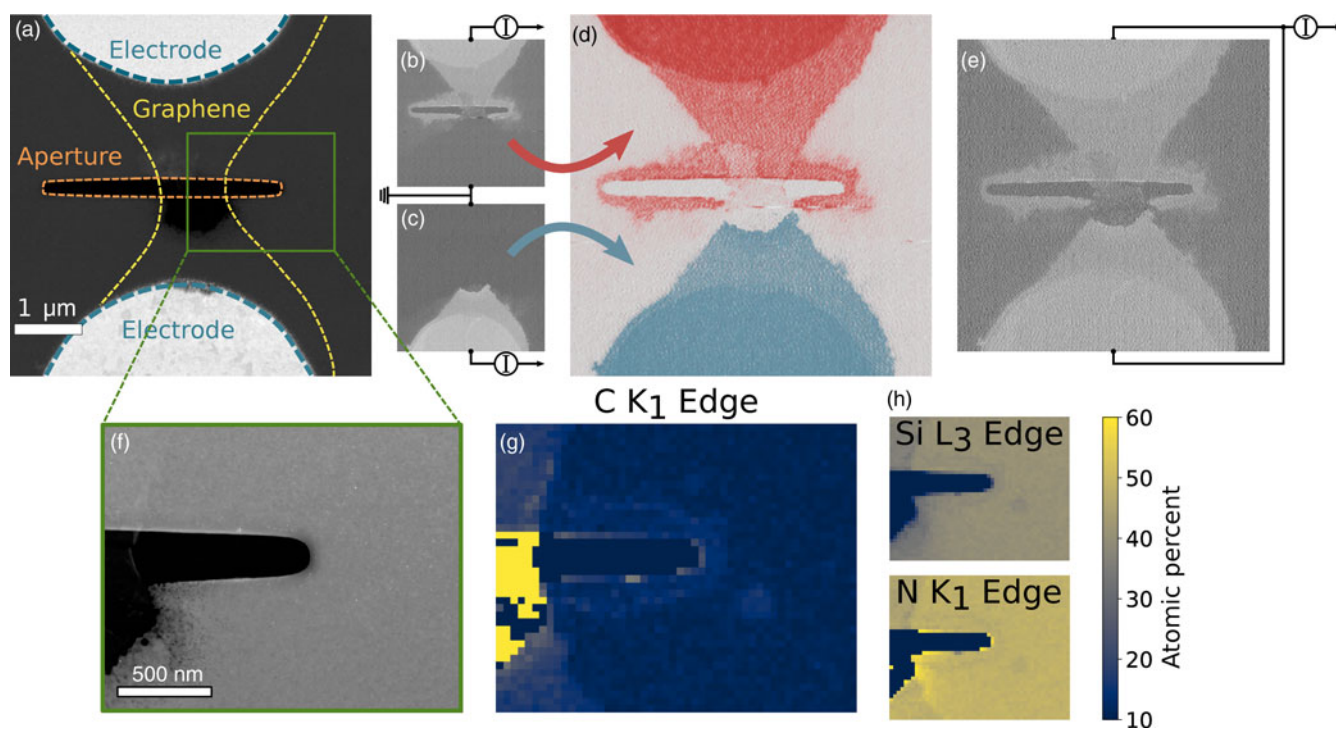 (a)
Electrode
Graphene
Aperture
1 μm
Electrode
(b)
I
(c)
I
(d)
(e)
I
(f)
500 nm
C K1 Edge
(g)
(h)
Si L3 Edge
N K1 Edge
60
50
40
30
20
10
Atomic percent